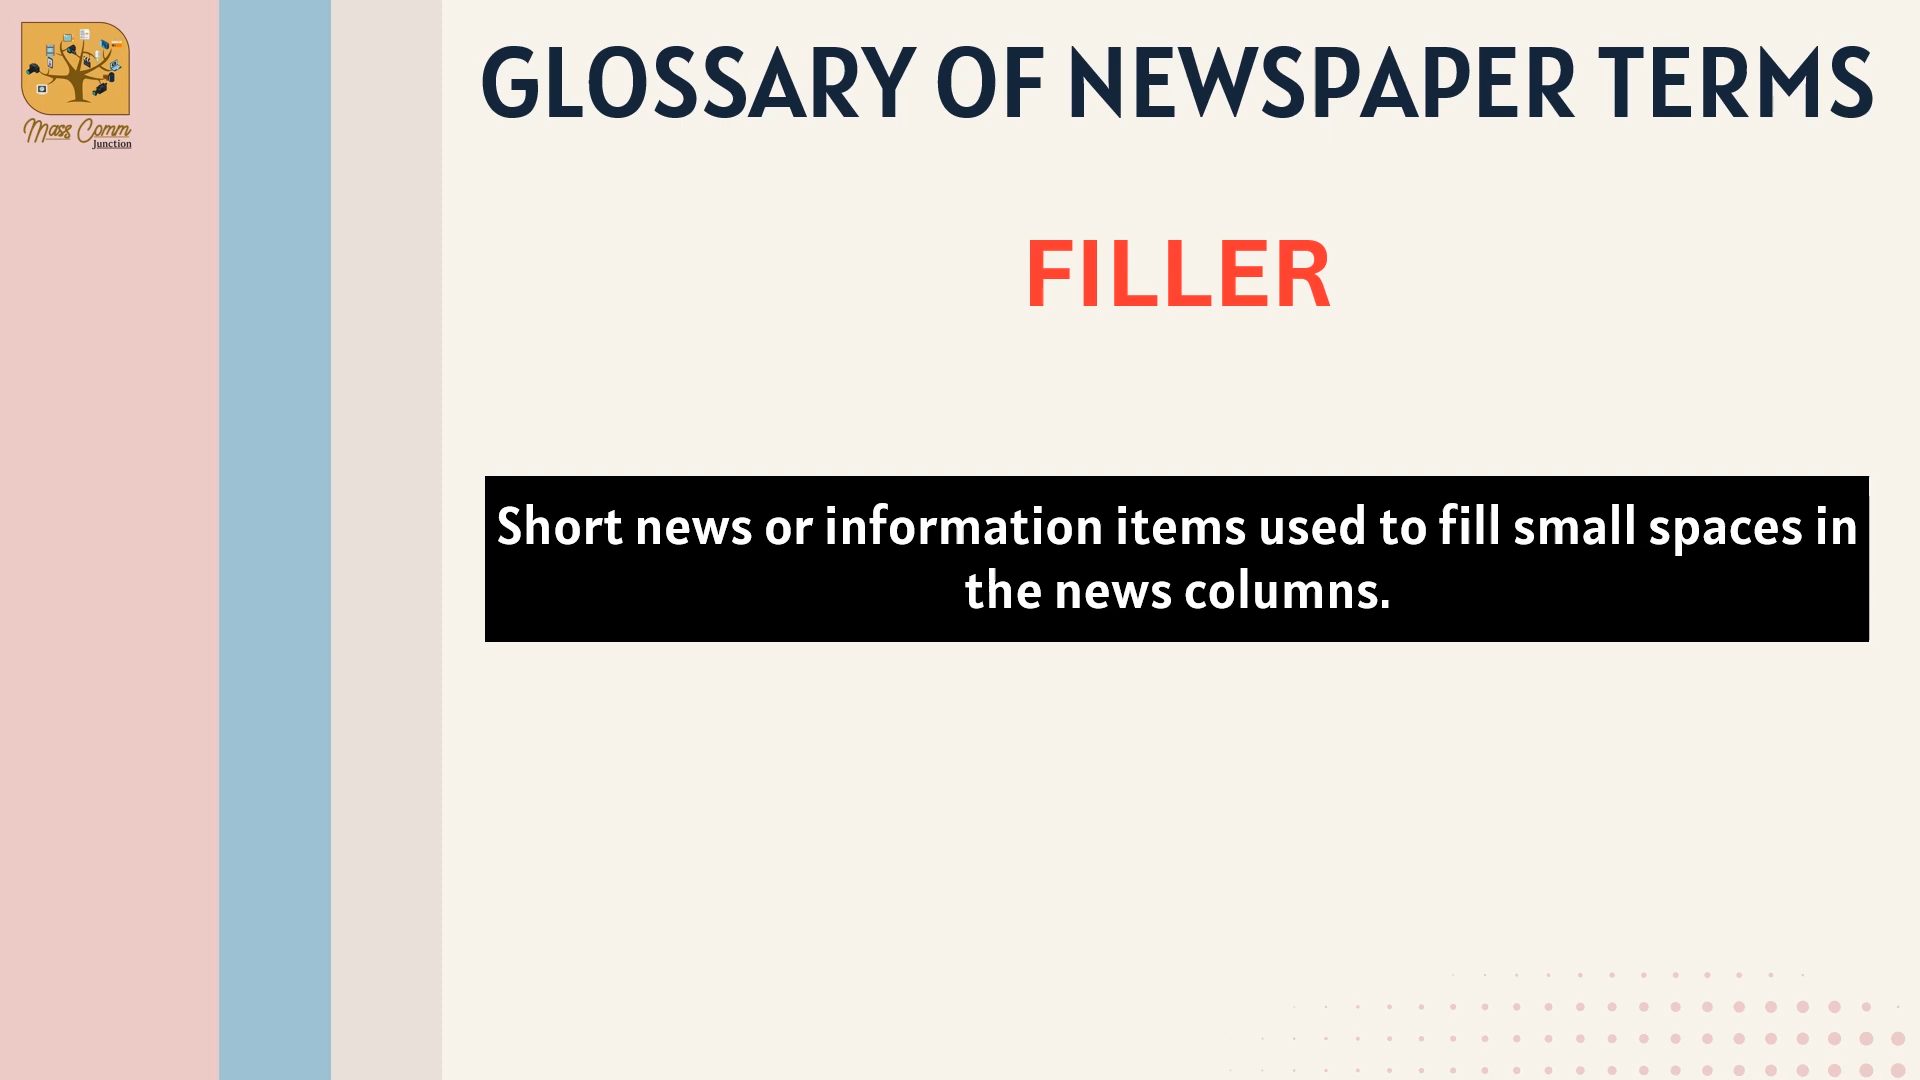 Mass Comm
Junction
GLOSSARY OF NEWSPAPER TERMS
FILLER
Short news or information items used to fill small spaces in
the news columns.